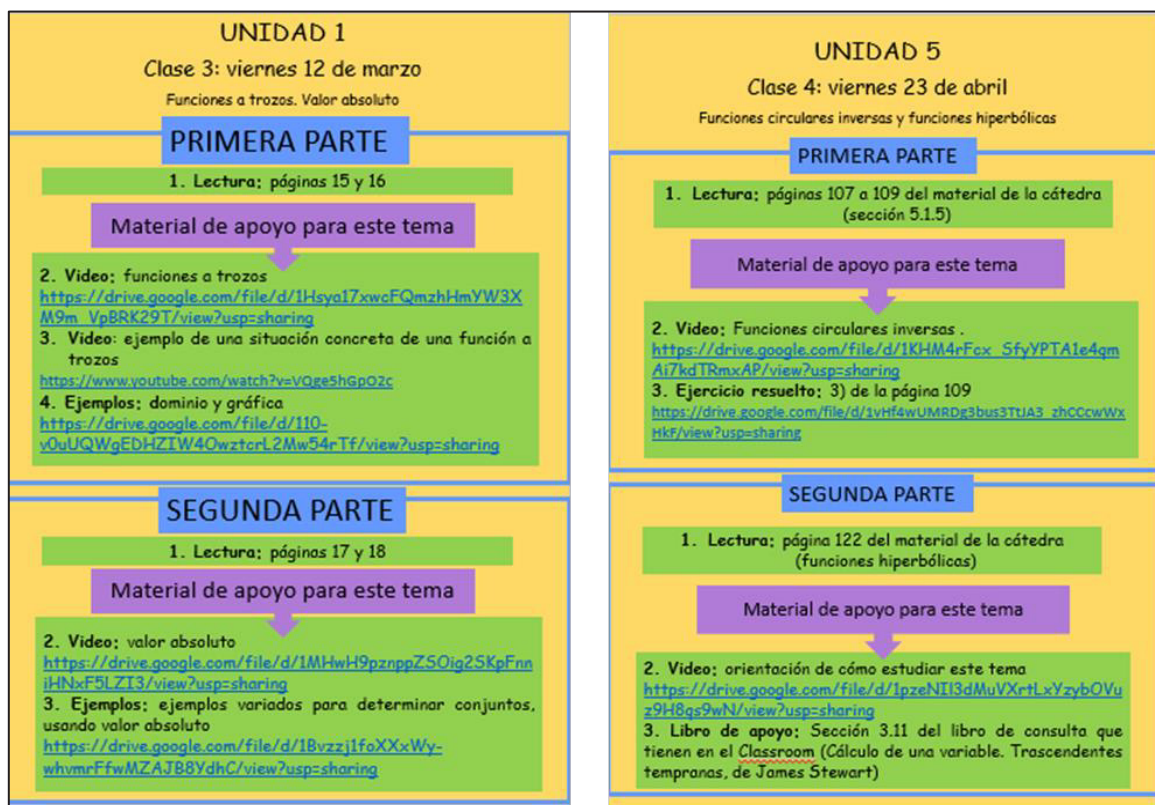 UNIDAD 1
Clase 3: viernes 12 de marzo
Funciones a trozos. Valor absoluto
PRIMERA PARTE
1. Lectura: páginas 15 y 16
Material de apoyo para este tema
2. Video: funciones a trozos
https://drive.google.com/file/d/1Hsya17xwcFQmzhHmYW3X
M9m_VpBRK29T/view?usp=sharing
3. Video: ejemplo de una situación concreta de una función a
trozos
https://www.youtube.com/watch?v=VQge5hGpO2c
4. Ejemplos: dominio y gráfica
https://drive.google.com/file/d/110-
v0uUQWgEDHZIW4OwztcrL2Mw54rTf/view?usp=sharing
SEGUNDA PARTE
1. Lectura: páginas 17 y 18
Material de apoyo para este tema
2. Video: valor absoluto
https://drive.google.com/file/d/1MHwH9pznppZSOig2SKpFnn
iHNxF5LZI3/view?usp=sharing
3. Ejemplos: ejemplos variados para determinar conjuntos,
usando valor absoluto
https://drive.google.com/file/d/1Bvzzj1foXXxWy-
whvmrFfwMZAJB8YdhC/view?usp=sharing
UNIDAD 5
Clase 4: viernes 23 de abril
Funciones circulares inversas y funciones hiperbólicas
PRIMERA PARTE
1. Lectura: páginas 107 a 109 del material de la cátedra
(sección 5.1.5)
Material de apoyo para este tema
2. Video: Funciones circulares inversas .
https://drive.google.com/file/d/1KHM4rFcx_SfyYPTA1e4qm
Ai7kdTRmxAP/view?usp=sharing
3. Ejercicio resuelto: 3) de la página 109
https://drive.google.com/file/d/1vHf4wUMRDg3bus3TtJA3_zhCCcwWx
HkF/view?usp=sharing
SEGUNDA PARTE
1. Lectura: página 122 del material de la cátedra
(funciones hiperbólicas)
Material de apoyo para este tema
2. Video: orientación de cómo estudiar este tema
https://drive.google.com/file/d/1pzeNIl3dMuVXrtLxYzybOVu
z9H8qs9wN/view?usp=sharing
3. Libro de apoyo: Sección 3.11 del libro de consulta que
tienen en el Classroom (Cálculo de una variable. Trascendentes
tempranas, de James Stewart)